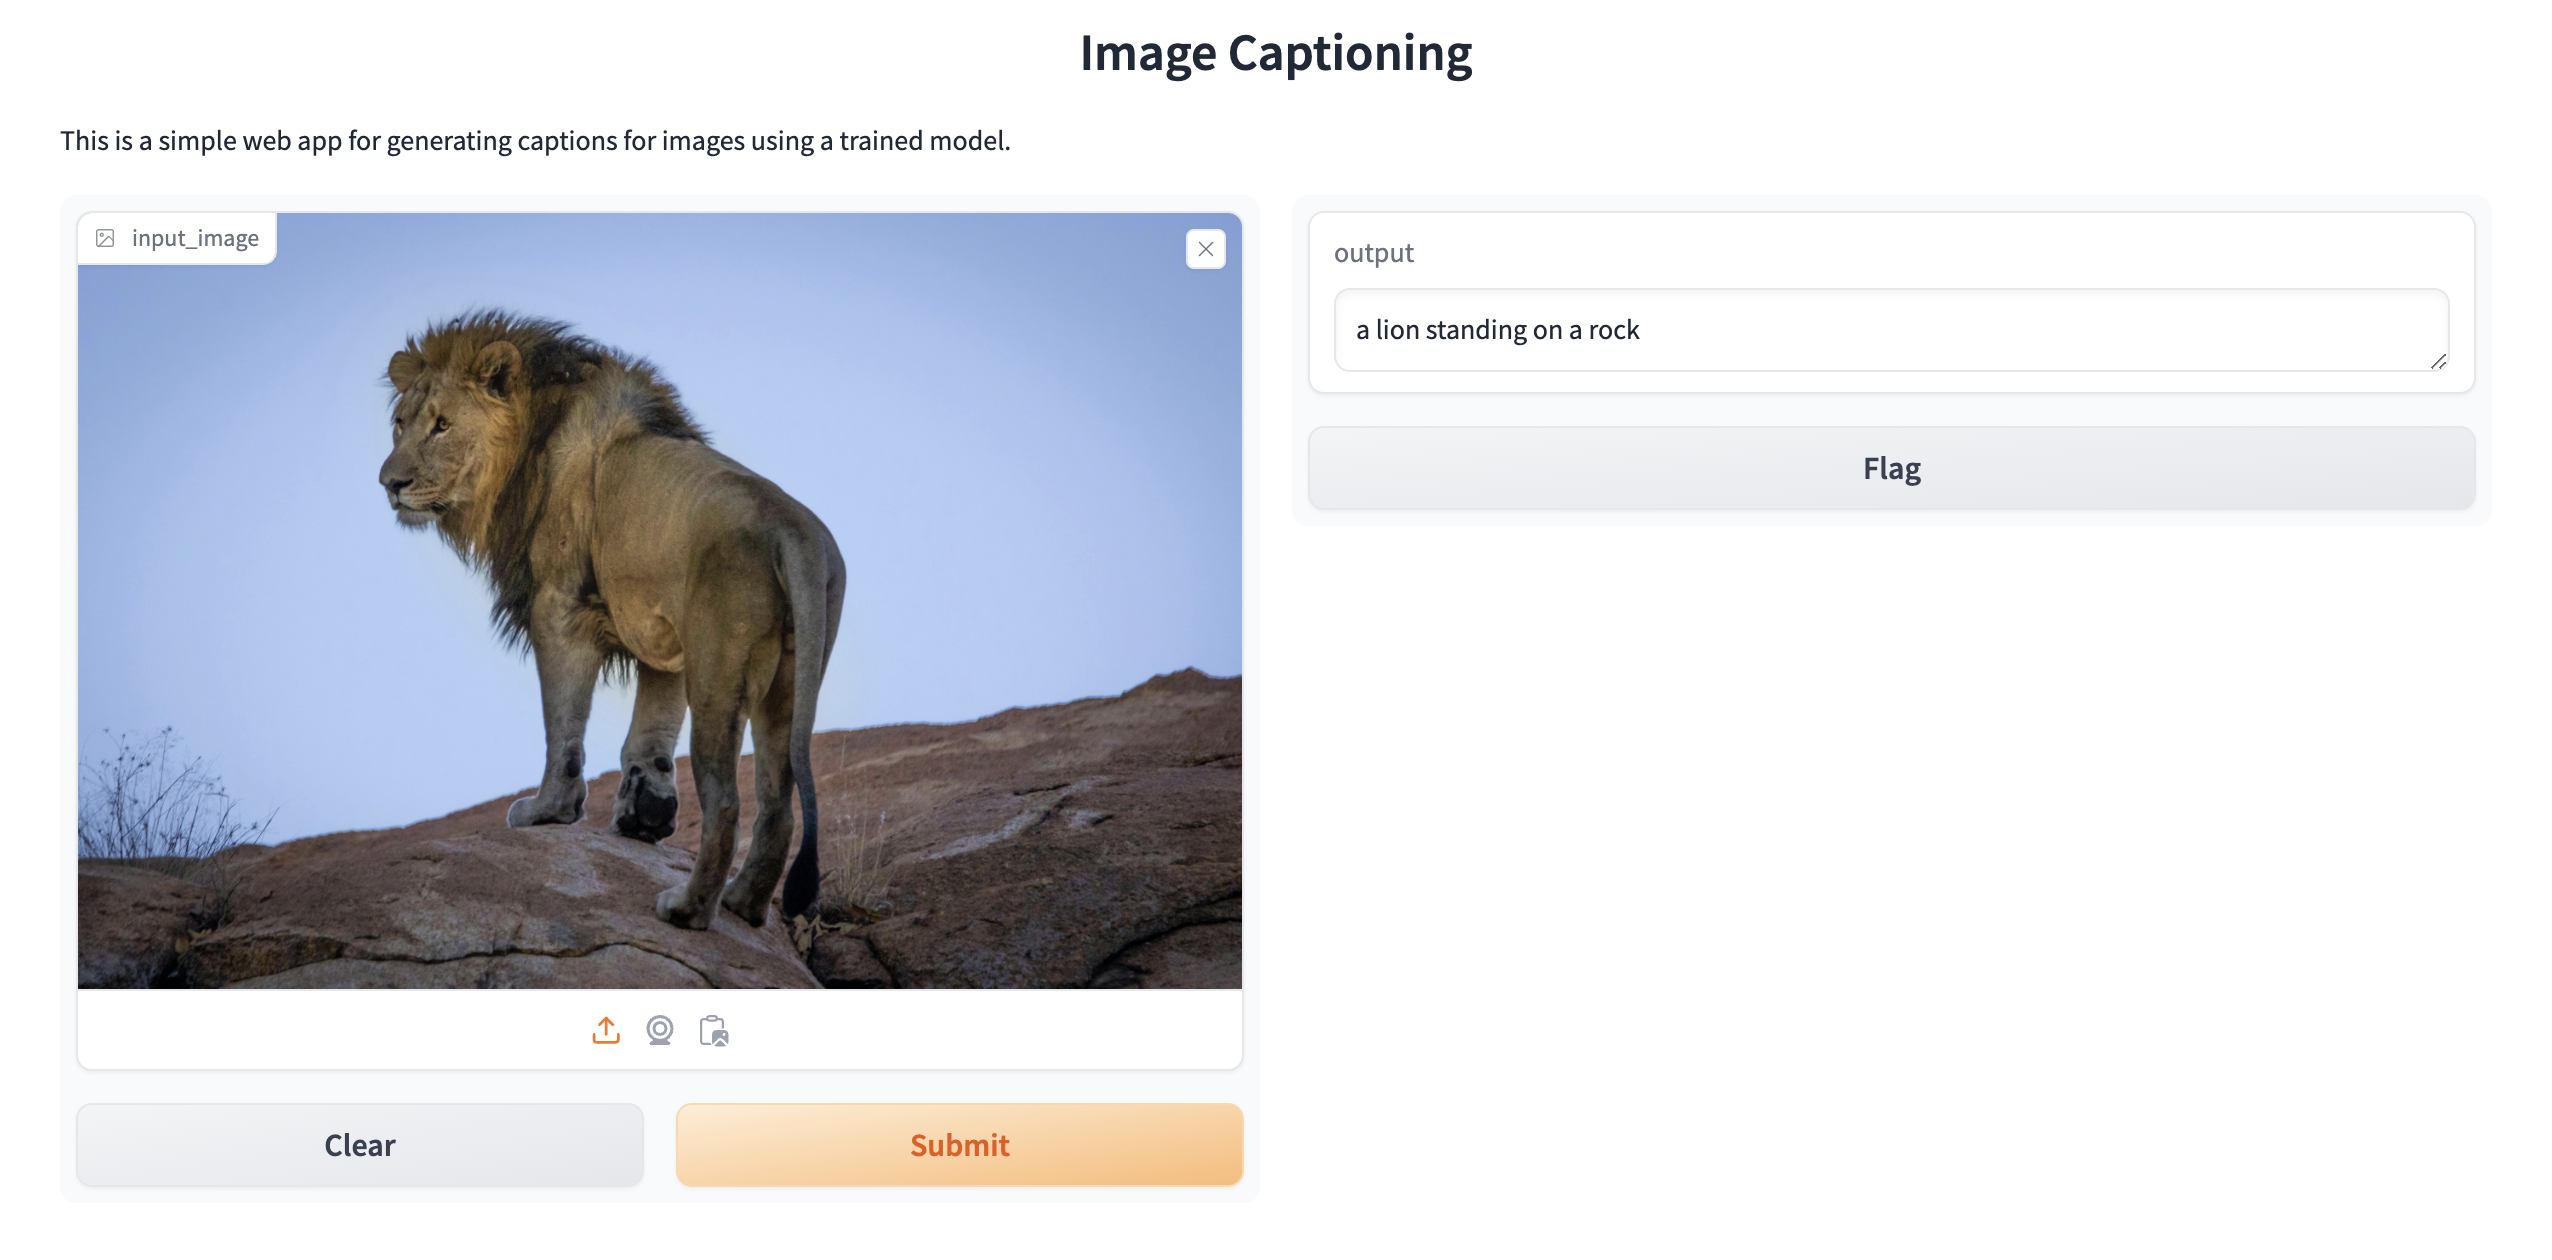 Image Captioning
This is a simple web app for generating captions for images using a trained model.
input_image
output
a lion standing on a rock
Flag
Clear
Submit